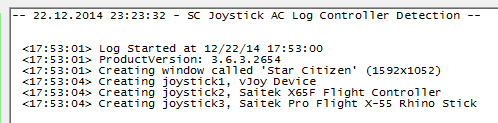 -- 22.12.2014 23:23:32 - SC Joystick AC Log Controller Detection --
<17:53:01> Log Started at 12/22/14 17:53:00
<17:53:01> ProductVersion: 3.6.3.2654
<17:53:01> Creating window called 'Star Citizen' (1592x1052)
<17:53:04> Creating joystick1, vJoy Device
<17:53:04> Creating joystick2, Saitek X65F Flight Controller
<17:53:04> Creating joystick3, Saitek Pro Flight X-55 Rhino Stick